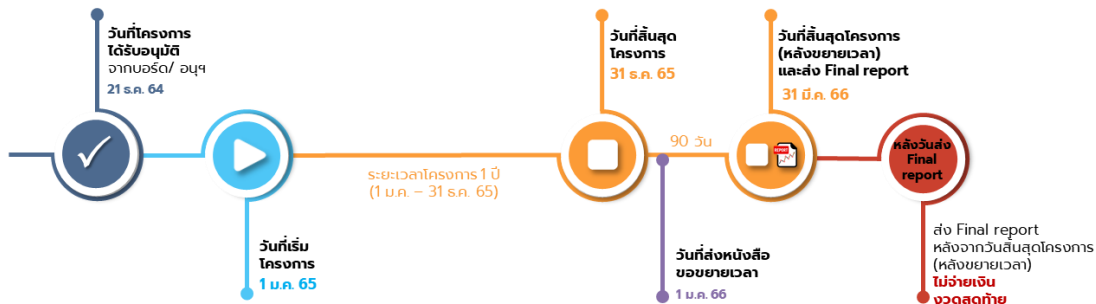 วันที่โครงการ
ได้รับอนุมัติ
จากบอร์ด/ อนุฯ
21 ธ.ค. 64
วันที่สิ้นสุด
โครงการ
31 ธ.ค. 65
วันที่สิ้นสุดโครงการ
(หลังขยายเวลา)
และส่ง Final report
31 มี.ค. 66
90 วัน
REPORT
หลังวันส่ง
Final
report
ระยะเวลาโครงการ 1 ปี
(1 ม.ค. – 31 ธ.ค. 65)
วันที่เริ่ม
โครงการ
1 ม.ค. 65
วันที่ส่งหนังสือ
ขอขยายเวลา
1 ม.ค. 66
ส่ง Final report
หลังจากวันสิ้นสุดโครงการ
(หลังขยายเวลา)
ไม่จ่ายเงิน
งวดสุดท้าย